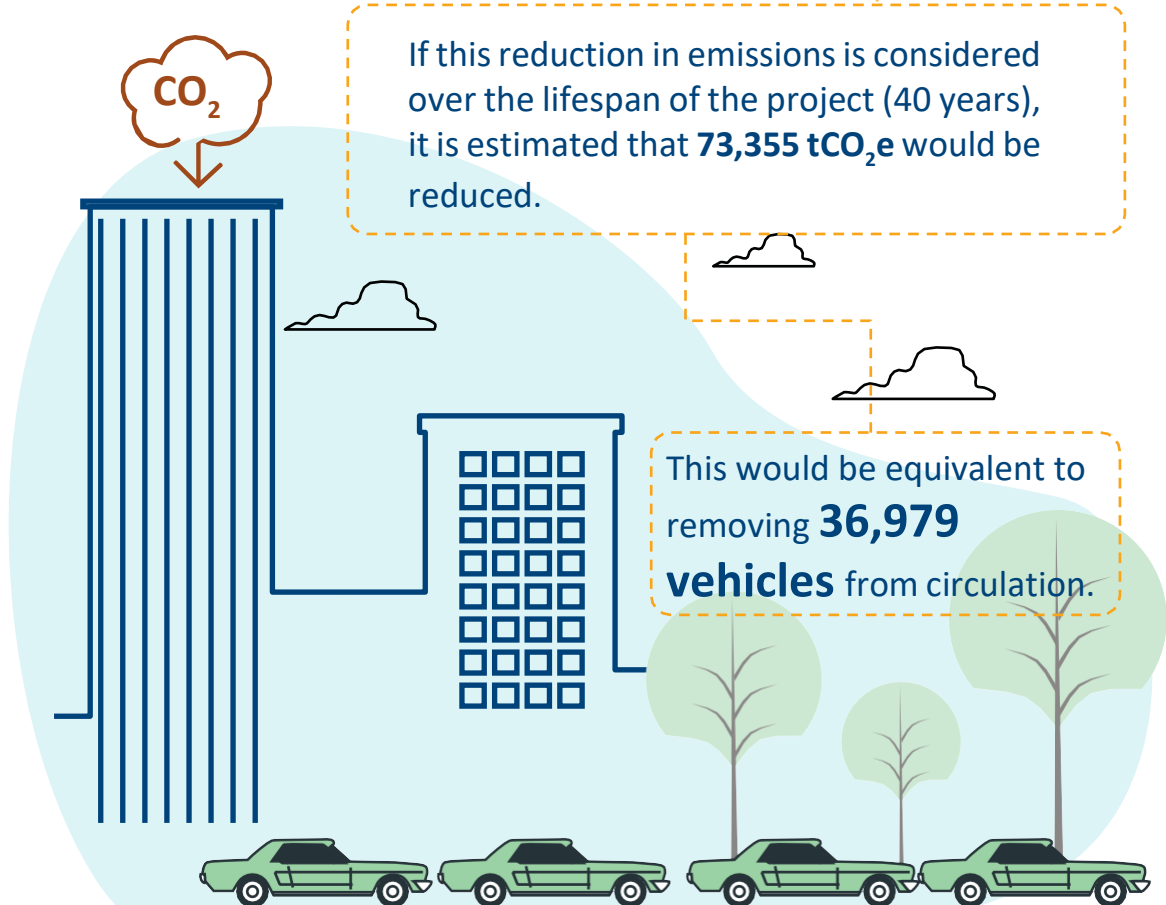 CO₂
If this reduction in emissions is considered
over the lifespan of the project (40 years),
it is estimated that 73,355 tCO₂e would be
reduced.
This would be equivalent to
removing 36,979
vehicles from circulation.